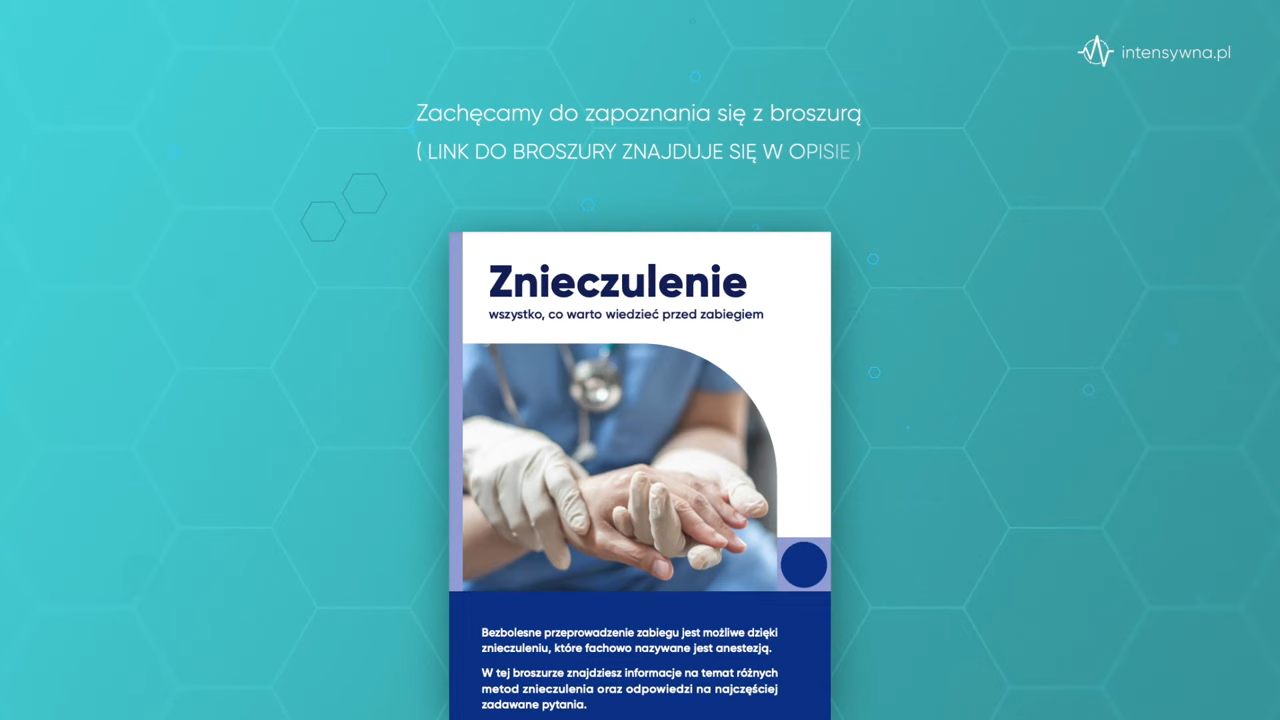 intensywna.pl
Zachęcamy do zapoznania się z broszurą
( LINK DO BROSZURY ZNAJDUJE SIĘ W OPISIE )
Znieczulenie
wszystko, co warto wiedzieć przed zabiegiem
Bezbolesne przeprowadzenie zabiegu jest możliwe dzięki
znieczuleniu, które fachowo nazywane jest anestezją.
W tej broszurze znajdziesz informacje na temat różnych
metod znieczulenia oraz odpowiedzi na najczęściej
zadawane pytania.